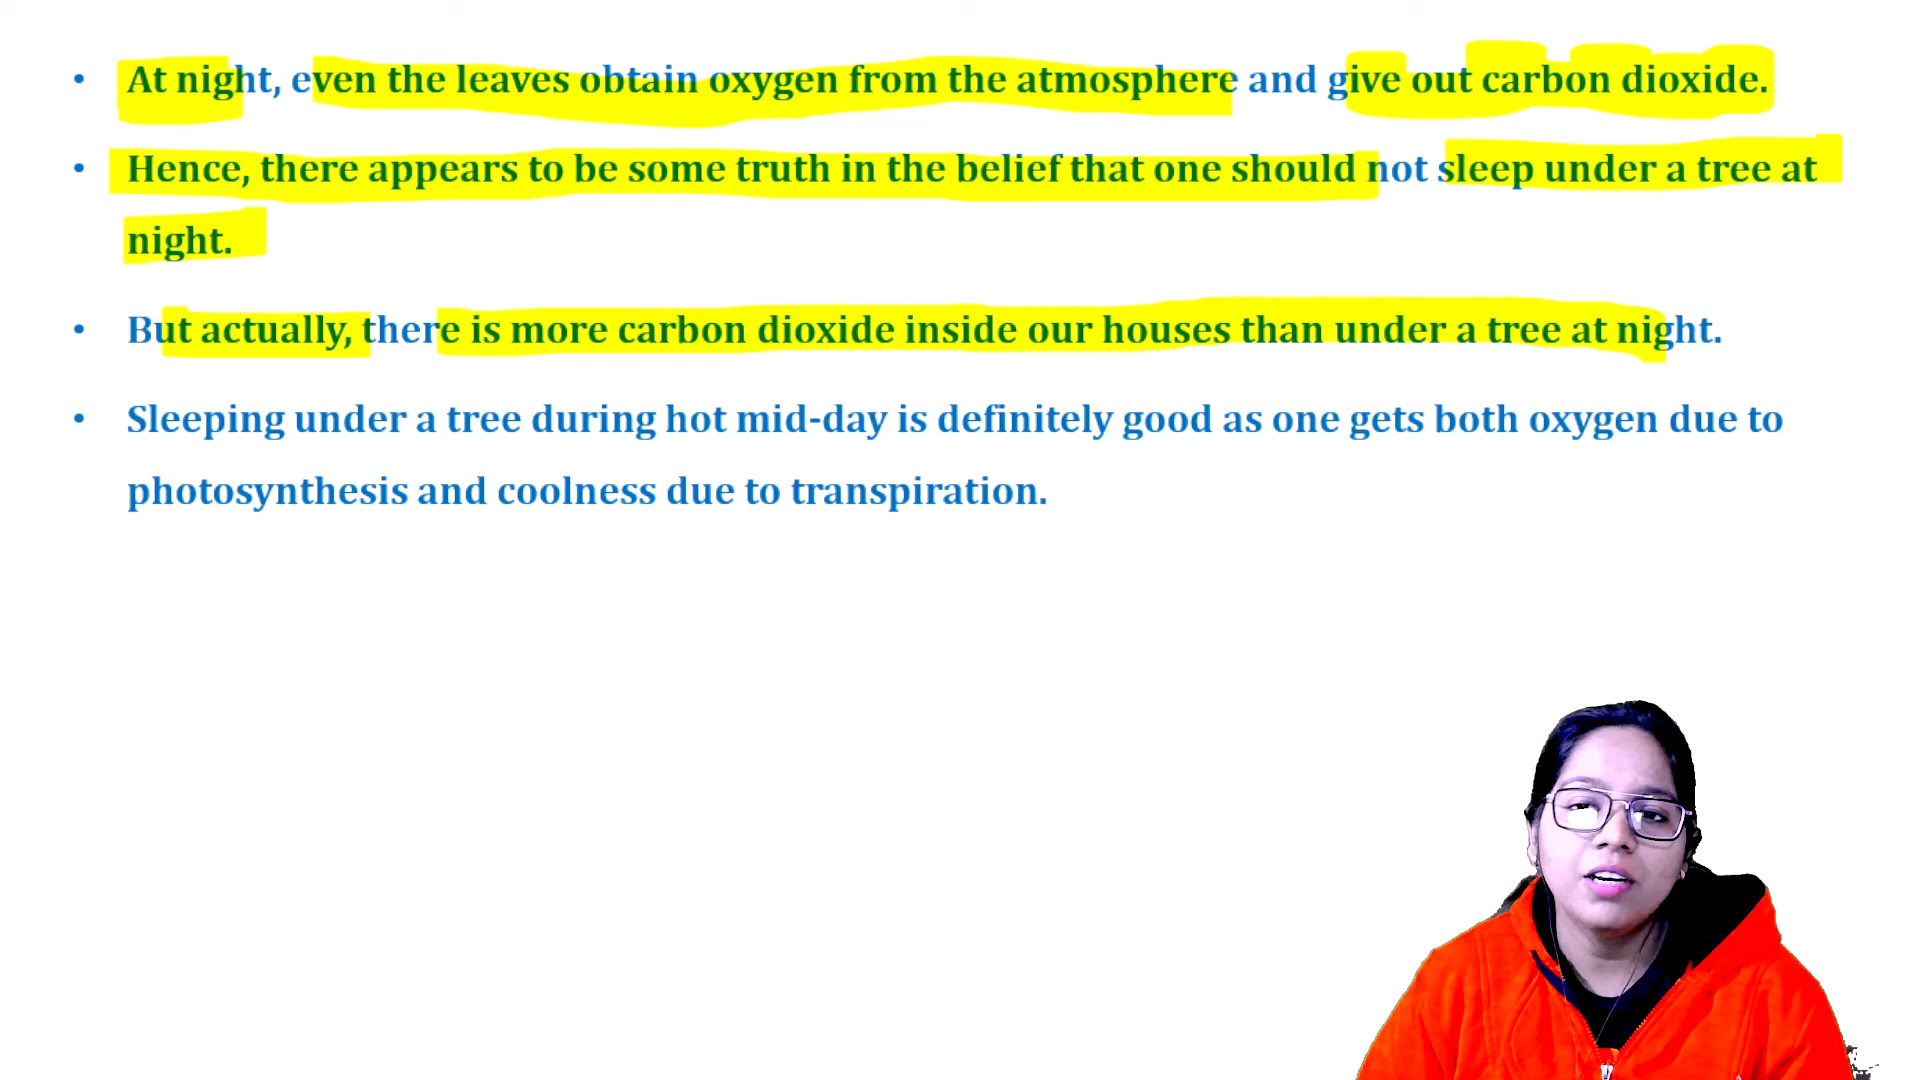 • At night, even the leaves obtain oxygen from the atmosphere and give out carbon dioxide.
• Hence, there appears to be some truth in the belief that one should not sleep under a tree at
night.
• But actually, there is more carbon dioxide inside our houses than under a tree at night.
• Sleeping under a tree during hot mid-day is definitely good as one gets both oxygen due to
photosynthesis and coolness due to transpiration.